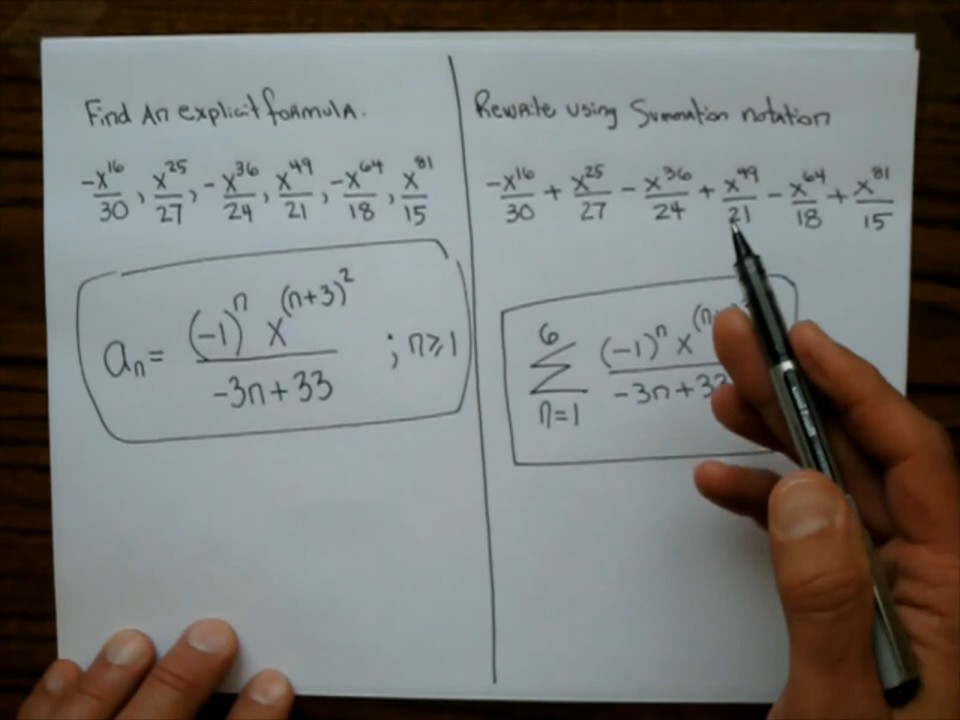 Find An explicit formula.
-x^16/30, x^25/27, -x^36/24, x^49/21, -x^64/18, x^81/15
a_n = (-1)^n x^(n+3)^2 / -3n+33 ; n≥1
Rewrite using Summation notation
-x^16/30 + x^25/27 - x^36/24 + x^49/21 - x^64/18 + x^81/15
6
Σ (-1)^n x^(n / -3n+33
n=1